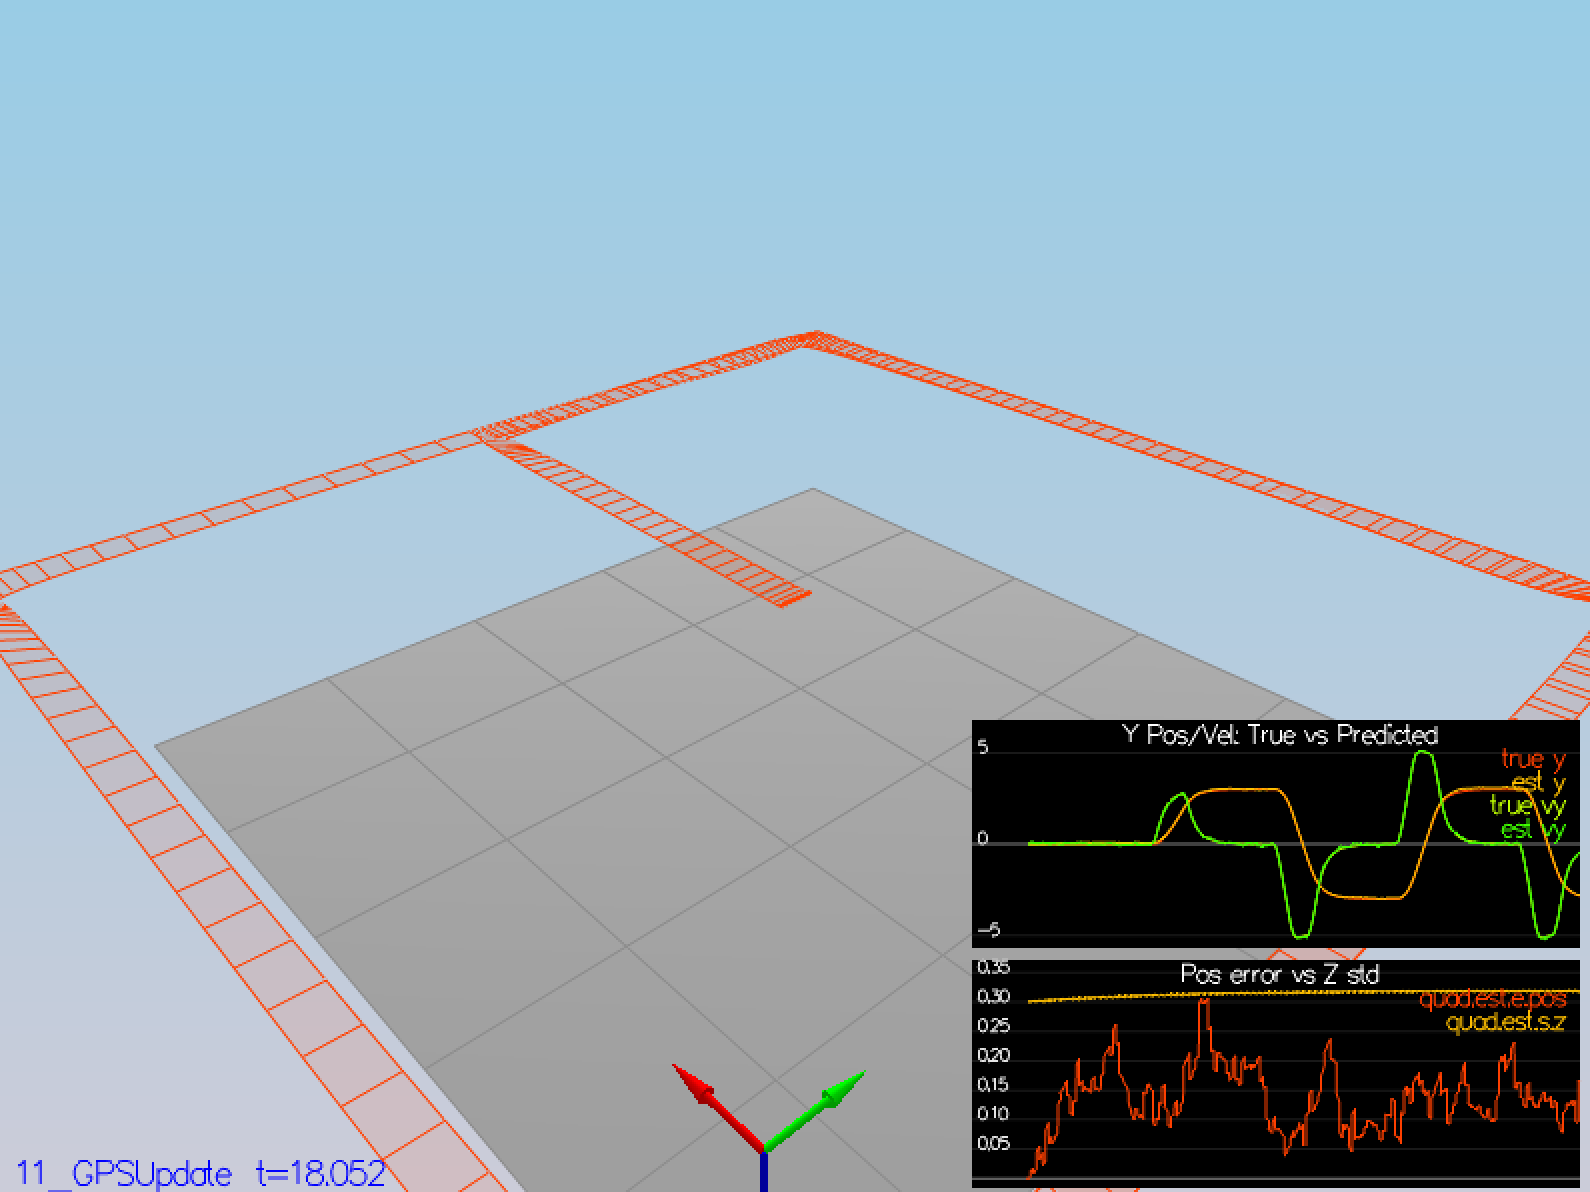 Y Pos/Vel: True vs Predicted
5
true y
est y
true vy
0
est vy
-5
0.35
Pos error vs Z std
0.30
quad.est.e.pos
quad.est.s.z
0.25
0.20
0.15
0.10
0.05
11_GPSUpdate t=18.052